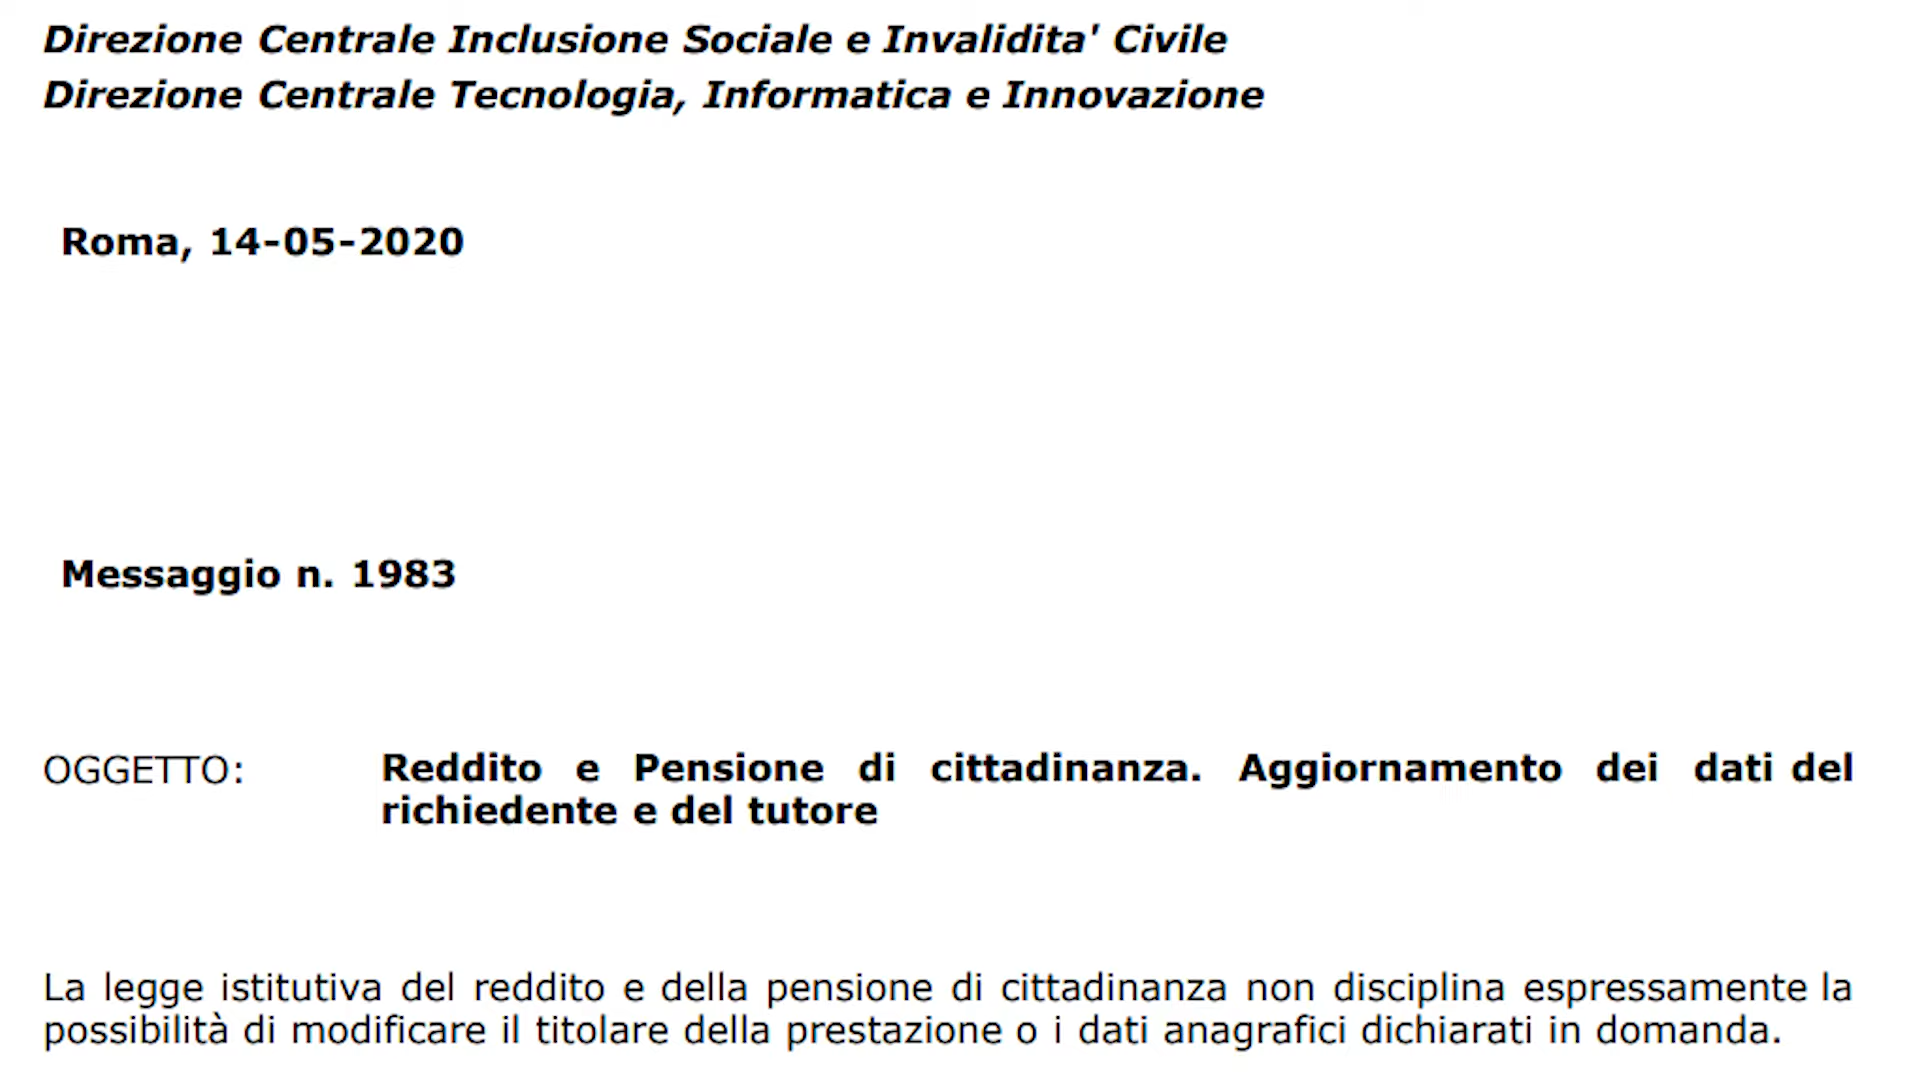 Direzione Centrale Inclusione Sociale e Invalidita' Civile
Direzione Centrale Tecnologia, Informatica e Innovazione
Roma, 14-05-2020
Messaggio n. 1983
OGGETTO: Reddito e Pensione di cittadinanza. Aggiornamento dei dati del
richiedente e del tutore
La legge istitutiva del reddito e della pensione di cittadinanza non disciplina espressamente la
possibilità di modificare il titolare della prestazione o i dati anagrafici dichiarati in domanda.